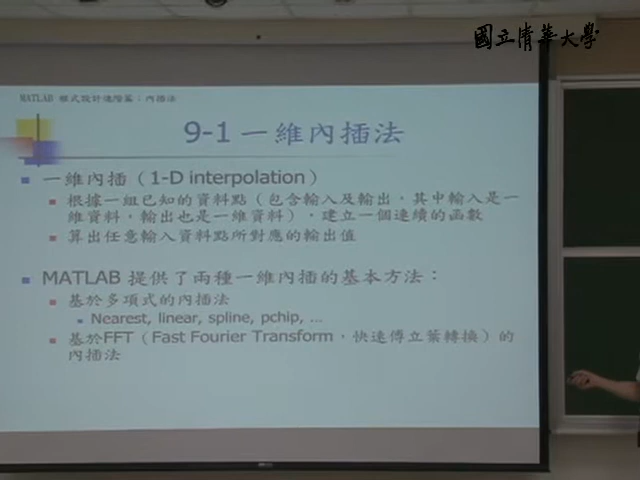 國立清華大學
MATLAB 程式設計進階篇：內插法
9-1 一維內插法
一維內插（1-D interpolation）
根據一組已知的資料點（包含輸入及輸出，其中輸入是一
維資料，輸出也是一維資料），建立一個連續的函數
算出任意輸入資料點所對應的輸出值
MATLAB 提供了兩種一維內插的基本方法：
基於多項式的內插法
Nearest, linear, spline, pchip, …
基於FFT（Fast Fourier Transform，快速傅立葉轉換）的
內插法